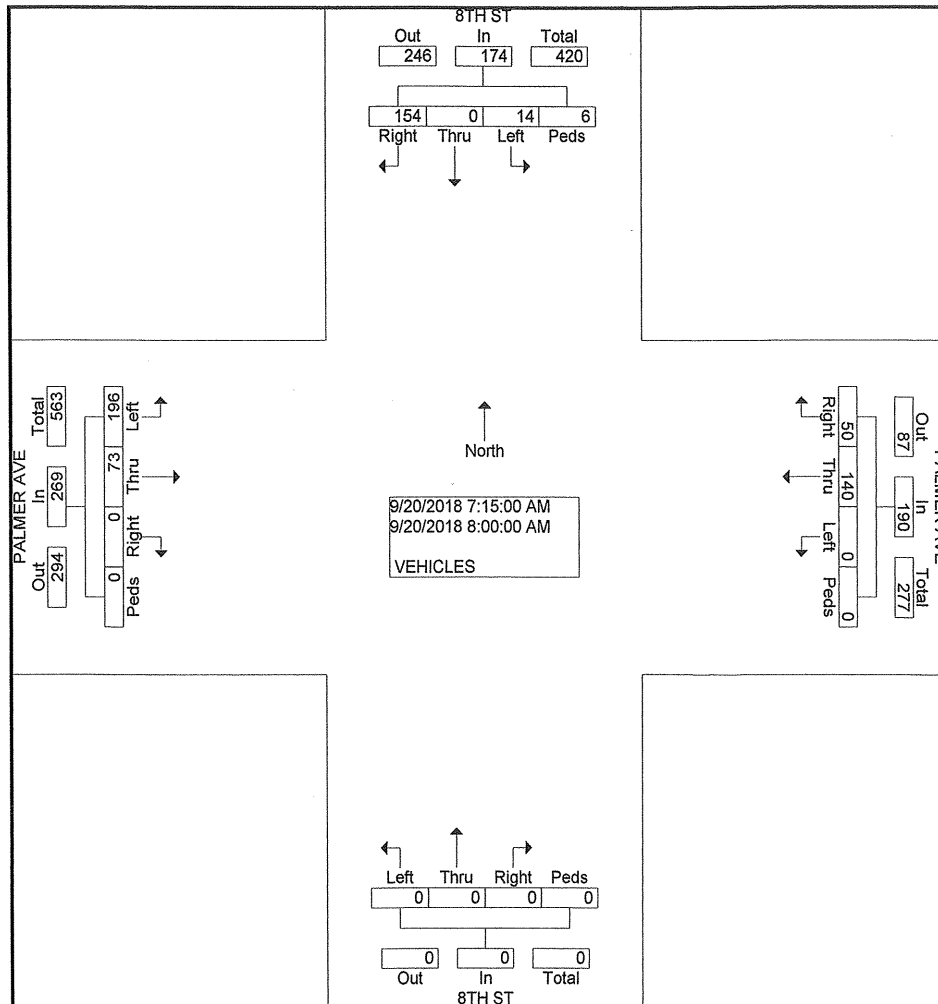 8TH ST
Out In Total
246 174 420
154 0 14 6
Right Thru Left Peds
PALMER AVE
Total In Out
563 269 294
196 73 0 0
Left Thru Right Peds
North
9/20/2018 7:15:00 AM
9/20/2018 8:00:00 AM
VEHICLES
Right Thru Left Peds
50 140 0 0
Out In Total
87 190 277
PALMER AVE
Left Thru Right Peds
0 0 0 0
0 0 0
Out In Total
8TH ST